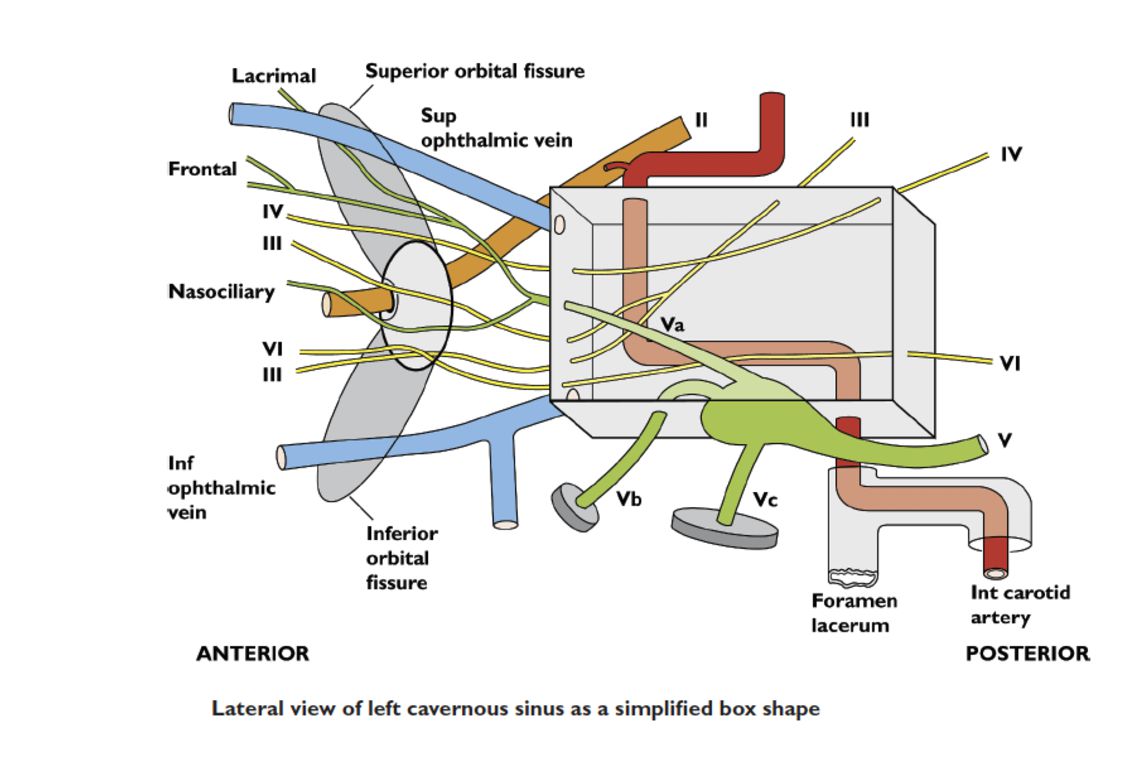 Lacrimal
Superior orbital fissure
Sup
ophthalmic vein
II
III
IV
Frontal
IV
III
Nasociliary
Va
VI
III
VI
V
Inf
ophthalmic
vein
Vb
Vc
Inferior
orbital
fissure
Foramen
lacerum
Int carotid
artery
ANTERIOR
POSTERIOR
Lateral view of left cavernous sinus as a simplified box shape